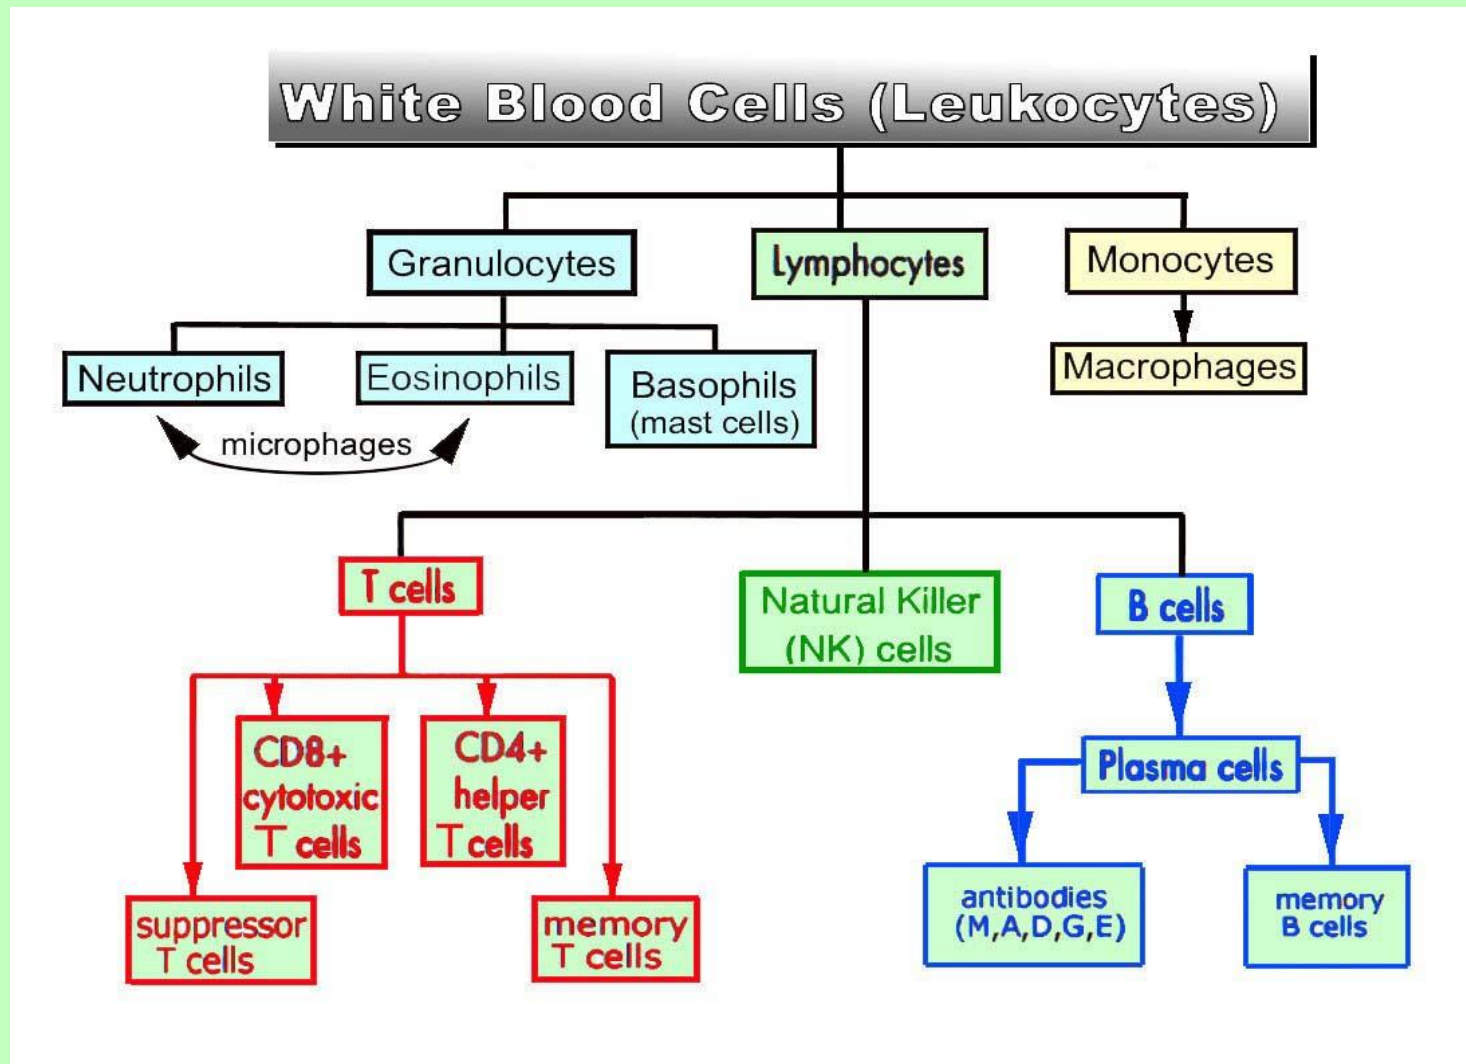 White Blood Cells (Leukocytes)
Granulocytes
Lymphocytes
Monocytes
Neutrophils
Eosinophils
Basophils
(mast cells)
Macrophages
microphages
T cells
Natural Killer
(NK) cells
B cells
CD8+
cytotoxic
T cells
CD4+
helper
T cells
Plasma cells
suppressor
T cells
memory
T cells
antibodies
(M,A,D,G,E)
memory
B cells